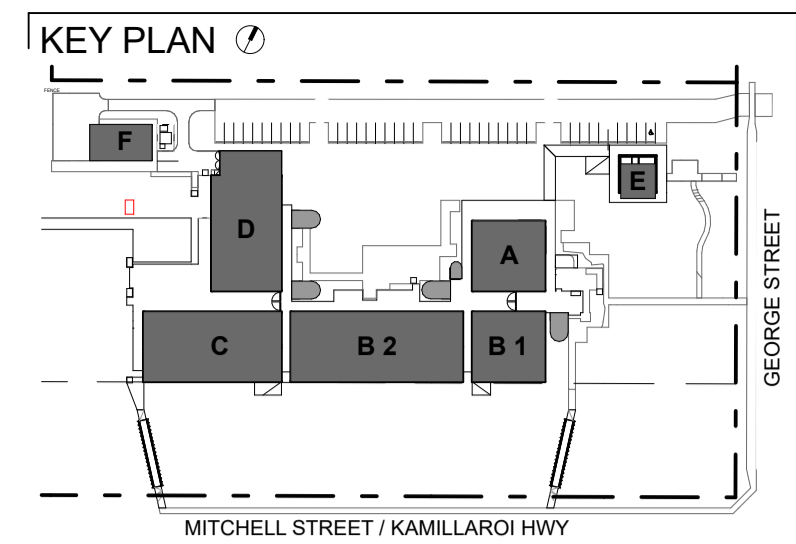 KEY PLAN
FENCE
F
E
D
A
GEORGE STREET
C
B 2
B 1
MITCHELL STREET / KAMILLAROI HWY